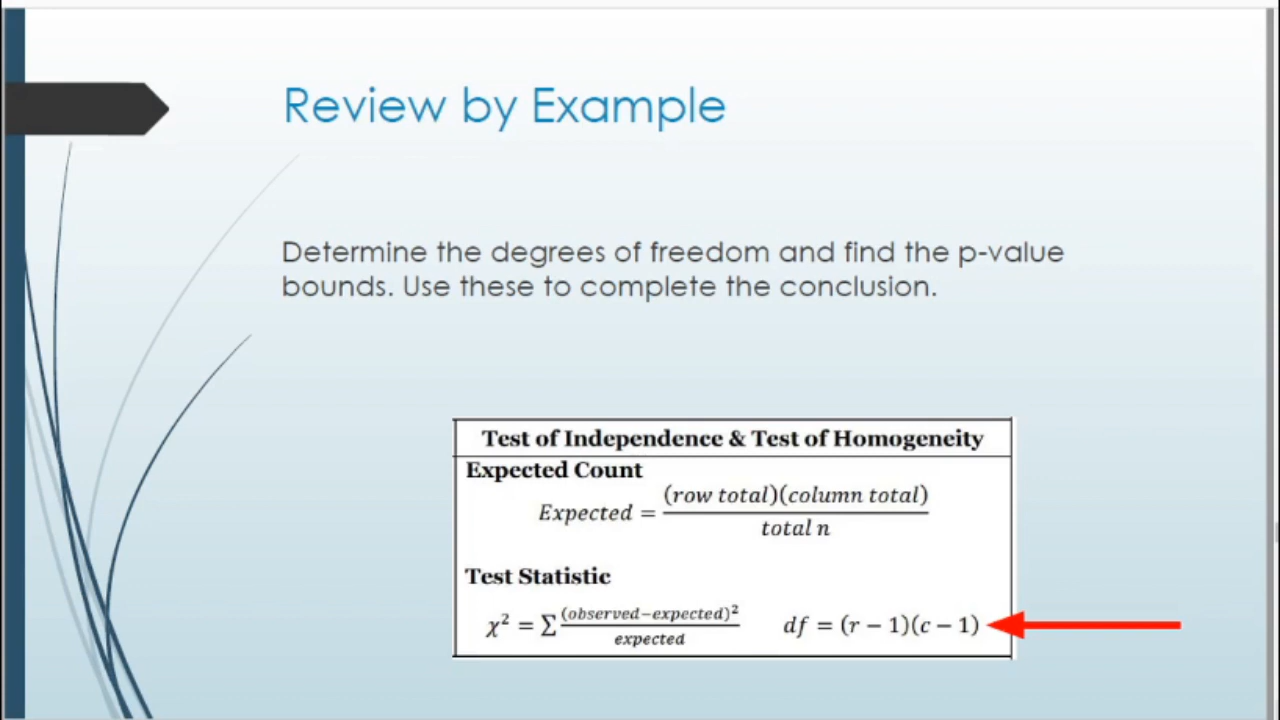 Review by Example
Determine the degrees of freedom and find the p-value
bounds. Use these to complete the conclusion.
Test of Independence & Test of Homogeneity
Expected Count
Expected = (row total)(column total) / total n
Test Statistic
χ² = Σ (observed−expected)² / expected df = (r − 1)(c − 1)